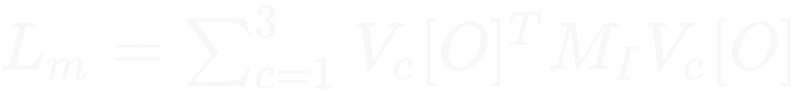 L_m = \sum_{c=1}^{3} V_c[O]^T M_I V_c[O]